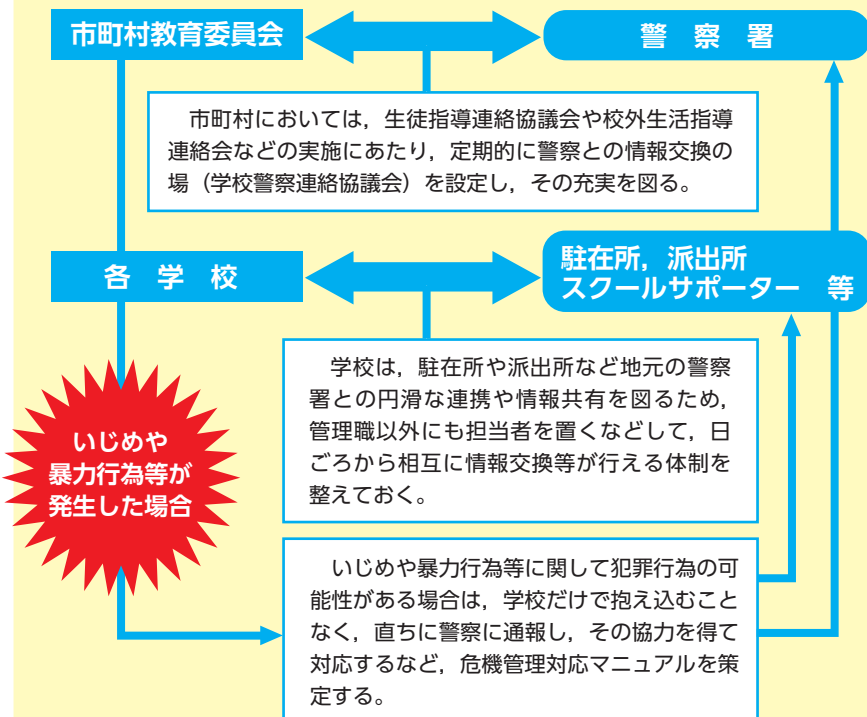 市町村教育委員会
警察署
市町村においては，生徒指導連絡協議会や校外生活指導
連絡会などの実施にあたり，定期的に警察との情報交換の
場（学校警察連絡協議会）を設定し，その充実を図る。
各学校
駐在所，派出所
スクールサポーター 等
学校は，駐在所や派出所など地元の警察
署との円滑な連携や情報共有を図るため，
管理職以外にも担当者を置くなどして，日
ごろから相互に情報交換等が行える体制を
整えておく。
いじめや
暴力行為等が
発生した場合
いじめや暴力行為等に関して犯罪行為の可
能性がある場合は，学校だけで抱え込むこと
なく，直ちに警察に通報し，その協力を得て
対応するなど，危機管理対応マニュアルを策
定する。